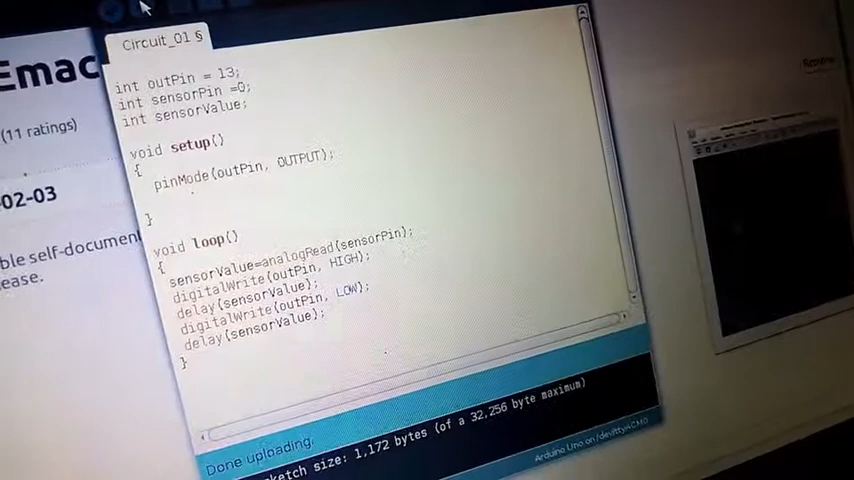 Circuit_01 §
Emac
(11 ratings)
-02-03
ble self-document
ease.
int outPin = 13;
int sensorPin =0;
int sensorValue;
void setup()
{
pinMode(outPin, OUTPUT);
}
void loop()
{
sensorValue=analogRead(sensorPin);
digitalWrite(outPin, HIGH);
delay(sensorValue);
digitalWrite(outPin, LOW);
delay(sensorValue);
}
Done uploading.
ketch size: 1,172 bytes (of a 32,256 byte maximum)
Arduino Uno on /dev/ttyACM0